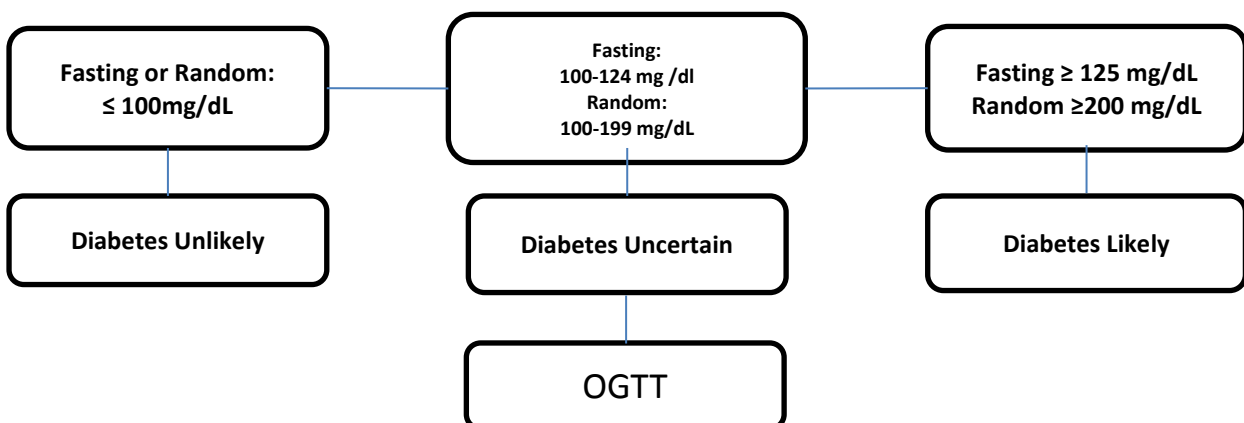 Fasting or Random:
≤ 100mg/dL
Fasting:
100-124 mg /dl
Random:
100-199 mg/dL
Fasting ≥ 125 mg/dL
Random ≥200 mg/dL
Diabetes Unlikely
Diabetes Uncertain
Diabetes Likely
OGTT